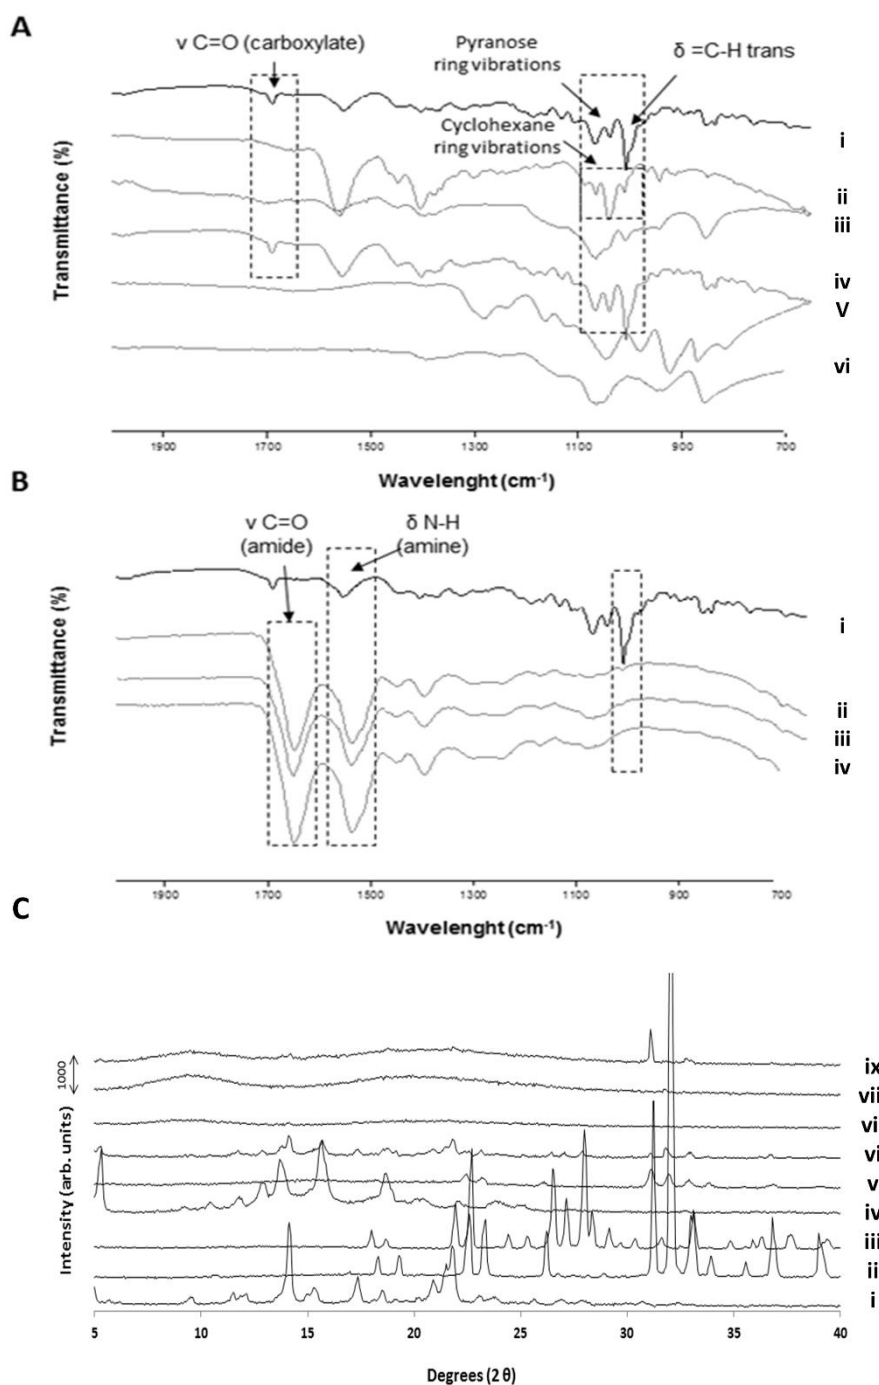 A
ν C=O (carboxylate)
Pyranose
ring vibrations
δ =C-H trans
Cyclohexane
ring vibrations
Transmittance (%)
i
ii
iii
iv
V
vi
1900 1700 1500 1300 1100 900 700
Wavelenght (cm-1)
B
ν C=O
(amide)
δ N-H
(amine)
Transmittance (%)
i
ii
iii
iv
1900 1700 1500 1300 1100 900 700
Wavelenght (cm-1)
C
1000
Intensity (arb. units)
ix
vii
vi
vi
v
iv
iii
ii
i
5 10 15 20 25 30 35 40
Degrees (2 θ)